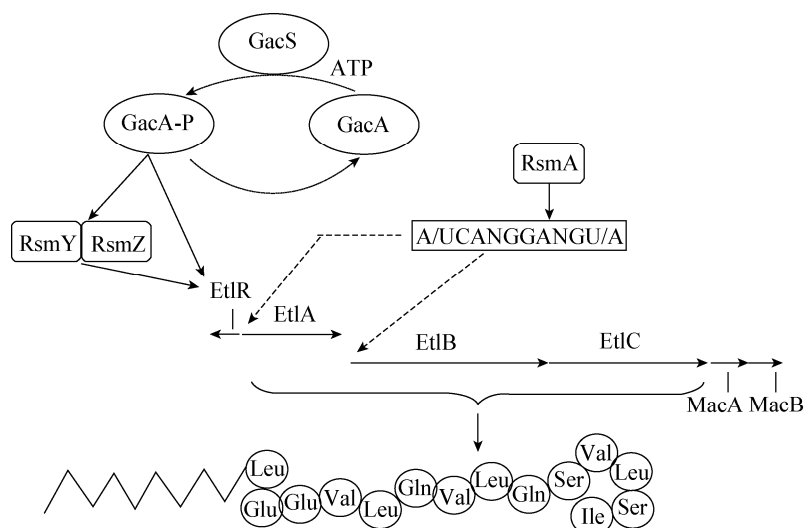 GacS
ATP
GacA-P
GacA
RsmA
RsmY RsmZ
A/UCANGGANGU/A
EtlR
EtlA
EtlB
EtlC
MacA MacB
Leu
Glu
Glu
Val
Leu
Gln
Val
Leu
Gln
Ser
Val
Leu
Ser
Ile